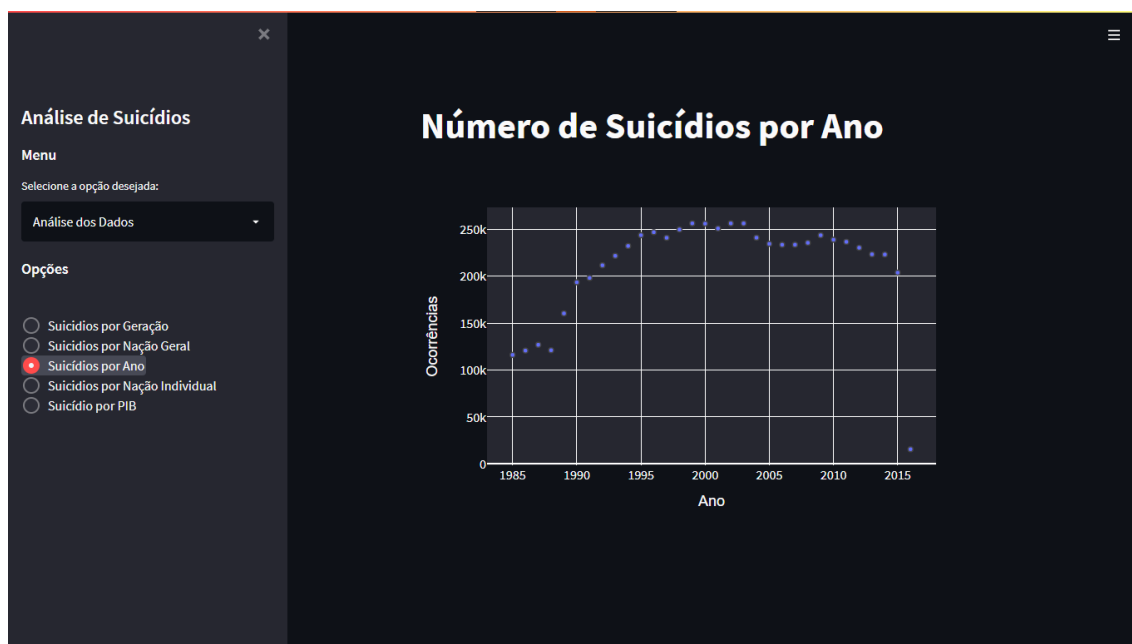 ×
☰
Análise de Suicídios
Menu
Selecione a opção desejada:
Análise dos Dados
Opções
Suicidios por Geração
Suicidios por Nação Geral
Suicídios por Ano
Suicidios por Nação Individual
Suicídio por PIB
Número de Suicídios por Ano
Ocorrências
250k
200k
150k
100k
50k
0
1985 1990 1995 2000 2005 2010 2015
Ano